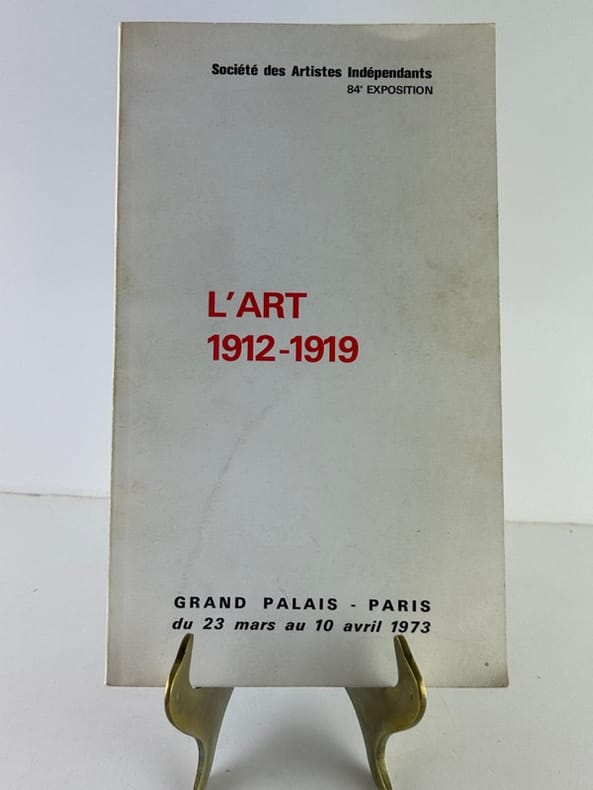 Société des Artistes Indépendants
84e EXPOSITION
L'ART
1912-1919
GRAND PALAIS - PARIS
du 23 mars au 10 avril 1973